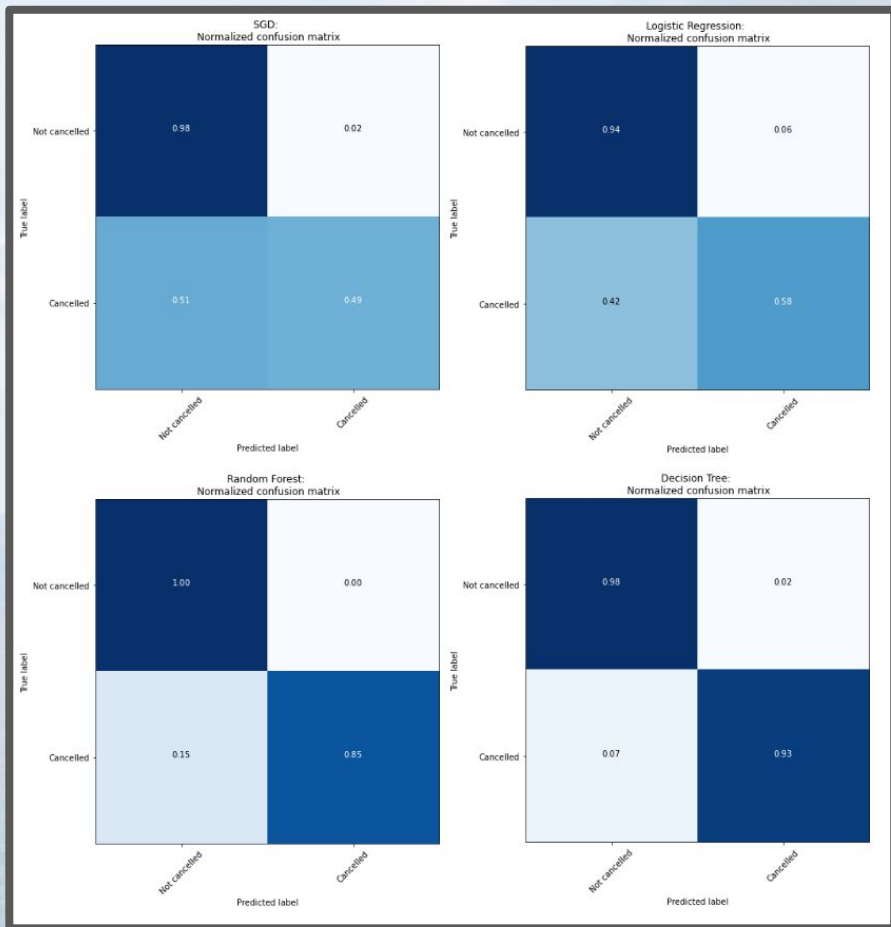 SGD:
Normalized confusion matrix
Not cancelled
0.98
0.02
True label
Cancelled
0.51
0.49
Not cancelled
Cancelled
Predicted label
Logistic Regression:
Normalized confusion matrix
Not cancelled
0.94
0.06
True label
Cancelled
0.42
0.58
Not cancelled
Cancelled
Predicted label
Random Forest:
Normalized confusion matrix
Not cancelled
1.00
0.00
True label
Cancelled
0.15
0.85
Not cancelled
Cancelled
Predicted label
Decision Tree:
Normalized confusion matrix
Not cancelled
0.98
0.02
True label
Cancelled
0.07
0.93
Not cancelled
Cancelled
Predicted label